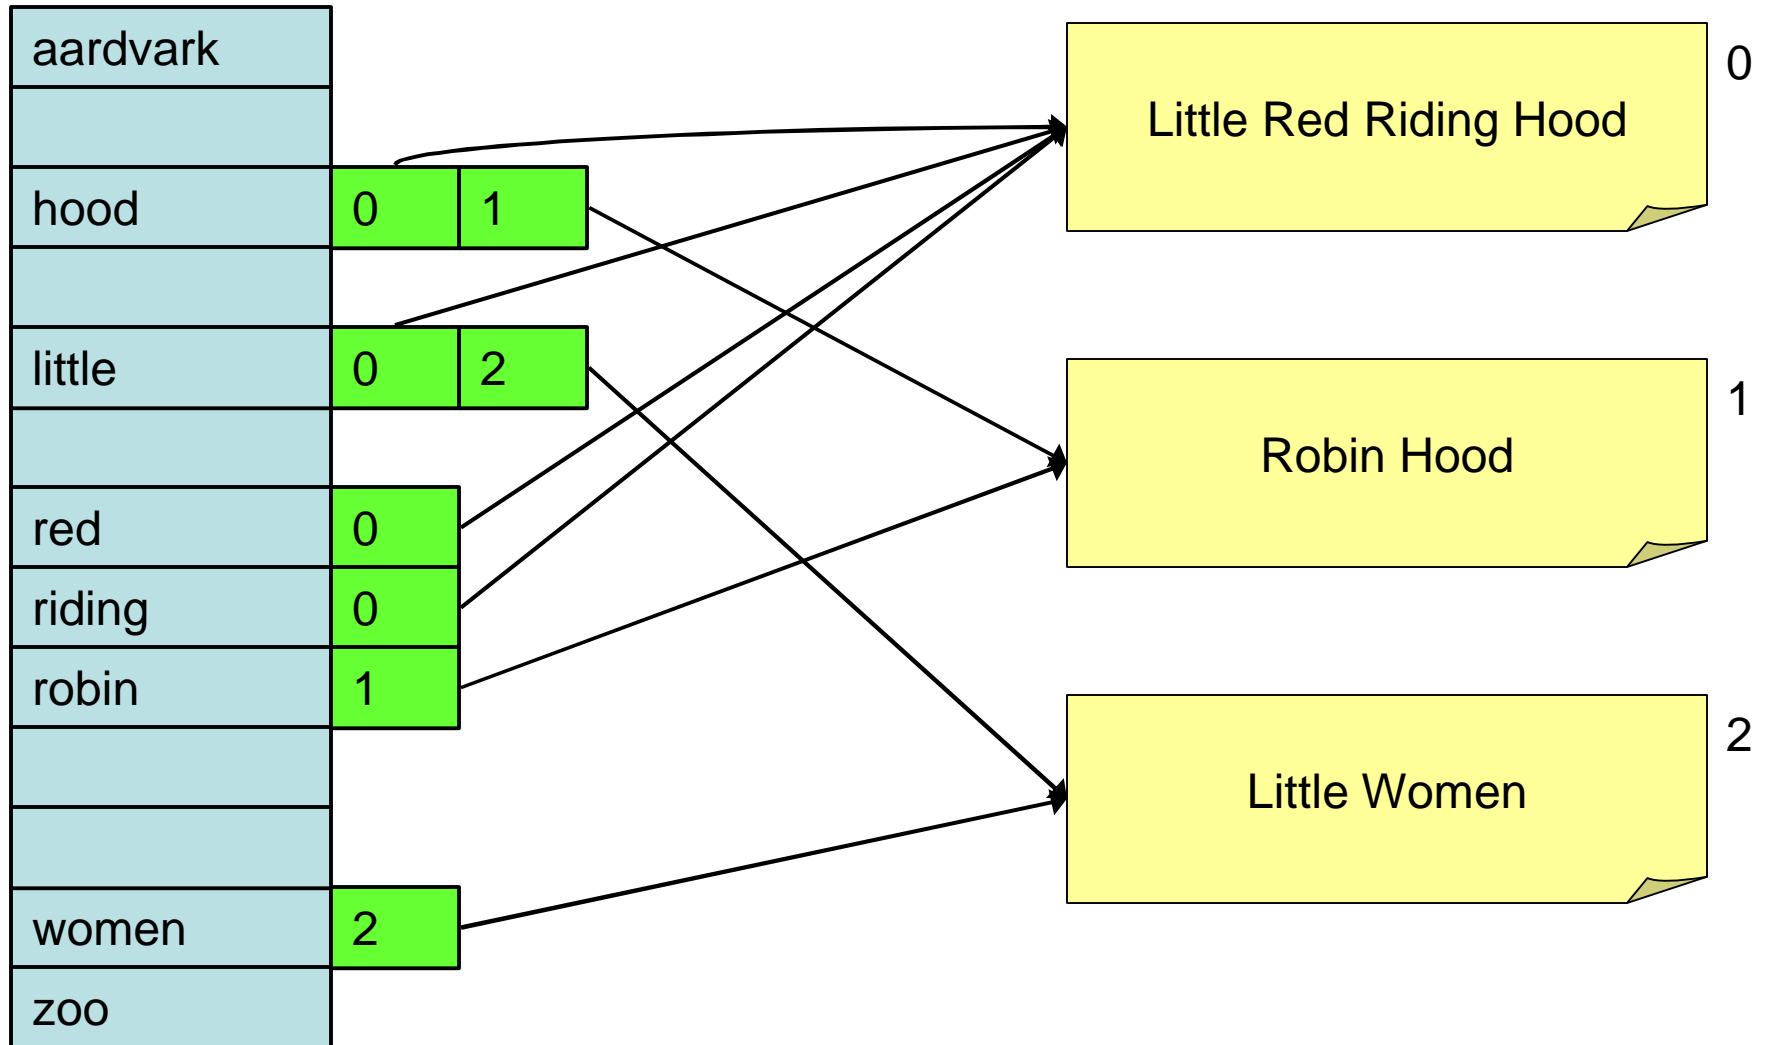 aardvark
hood 0 1
little 0 2
red 0
riding 0
robin 1
women 2
zoo
Little Red Riding Hood 0
Robin Hood 1
Little Women 2